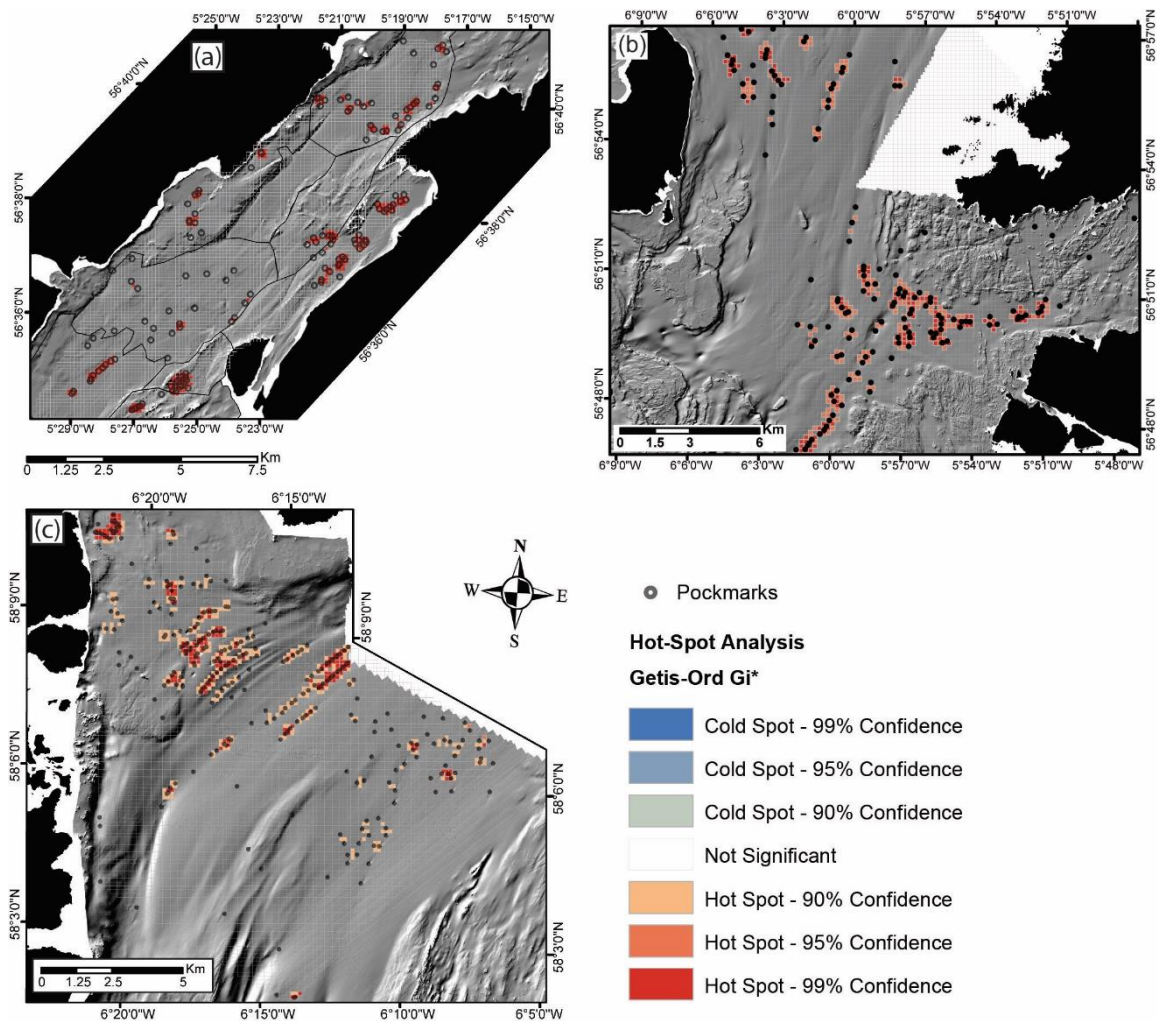 5°25'0"W 5°23'0"W 5°21'0"W 5°19'0"W 5°17'0"W 5°15'0"W
(a)
56°40'0"N
56°40'0"N
56°38'0"N
56°38'0"N
56°36'0"N
56°36'0"N
5°29'0"W 5°27'0"W 5°25'0"W 5°23'0"W
Km
0 1.25 2.5 5 7.5
6°9'0"W 6°6'0"W 6°3'0"W 6°0'0"W 5°57'0"W 5°54'0"W 5°51'0"W
(b)
56°57'0"N
56°54'0"N
56°54'0"N
56°51'0"N
56°51'0"N
56°48'0"N
56°48'0"N
Km
0 1.5 3 6
6°9'0"W 6°6'0"W 6°3'0"W 6°0'0"W 5°57'0"W 5°54'0"W 5°51'0"W 5°48'0"W
6°20'0"W 6°15'0"W
(c)
58°9'0"N
58°9'0"N
58°6'0"N
58°6'0"N
58°3'0"N
58°3'0"N
Km
0 1.25 2.5 5
6°20'0"W 6°15'0"W 6°10'0"W 6°5'0"W
N
W E
S
Pockmarks
Hot-Spot Analysis
Getis-Ord Gi*
Cold Spot - 99% Confidence
Cold Spot - 95% Confidence
Cold Spot - 90% Confidence
Not Significant
Hot Spot - 90% Confidence
Hot Spot - 95% Confidence
Hot Spot - 99% Confidence